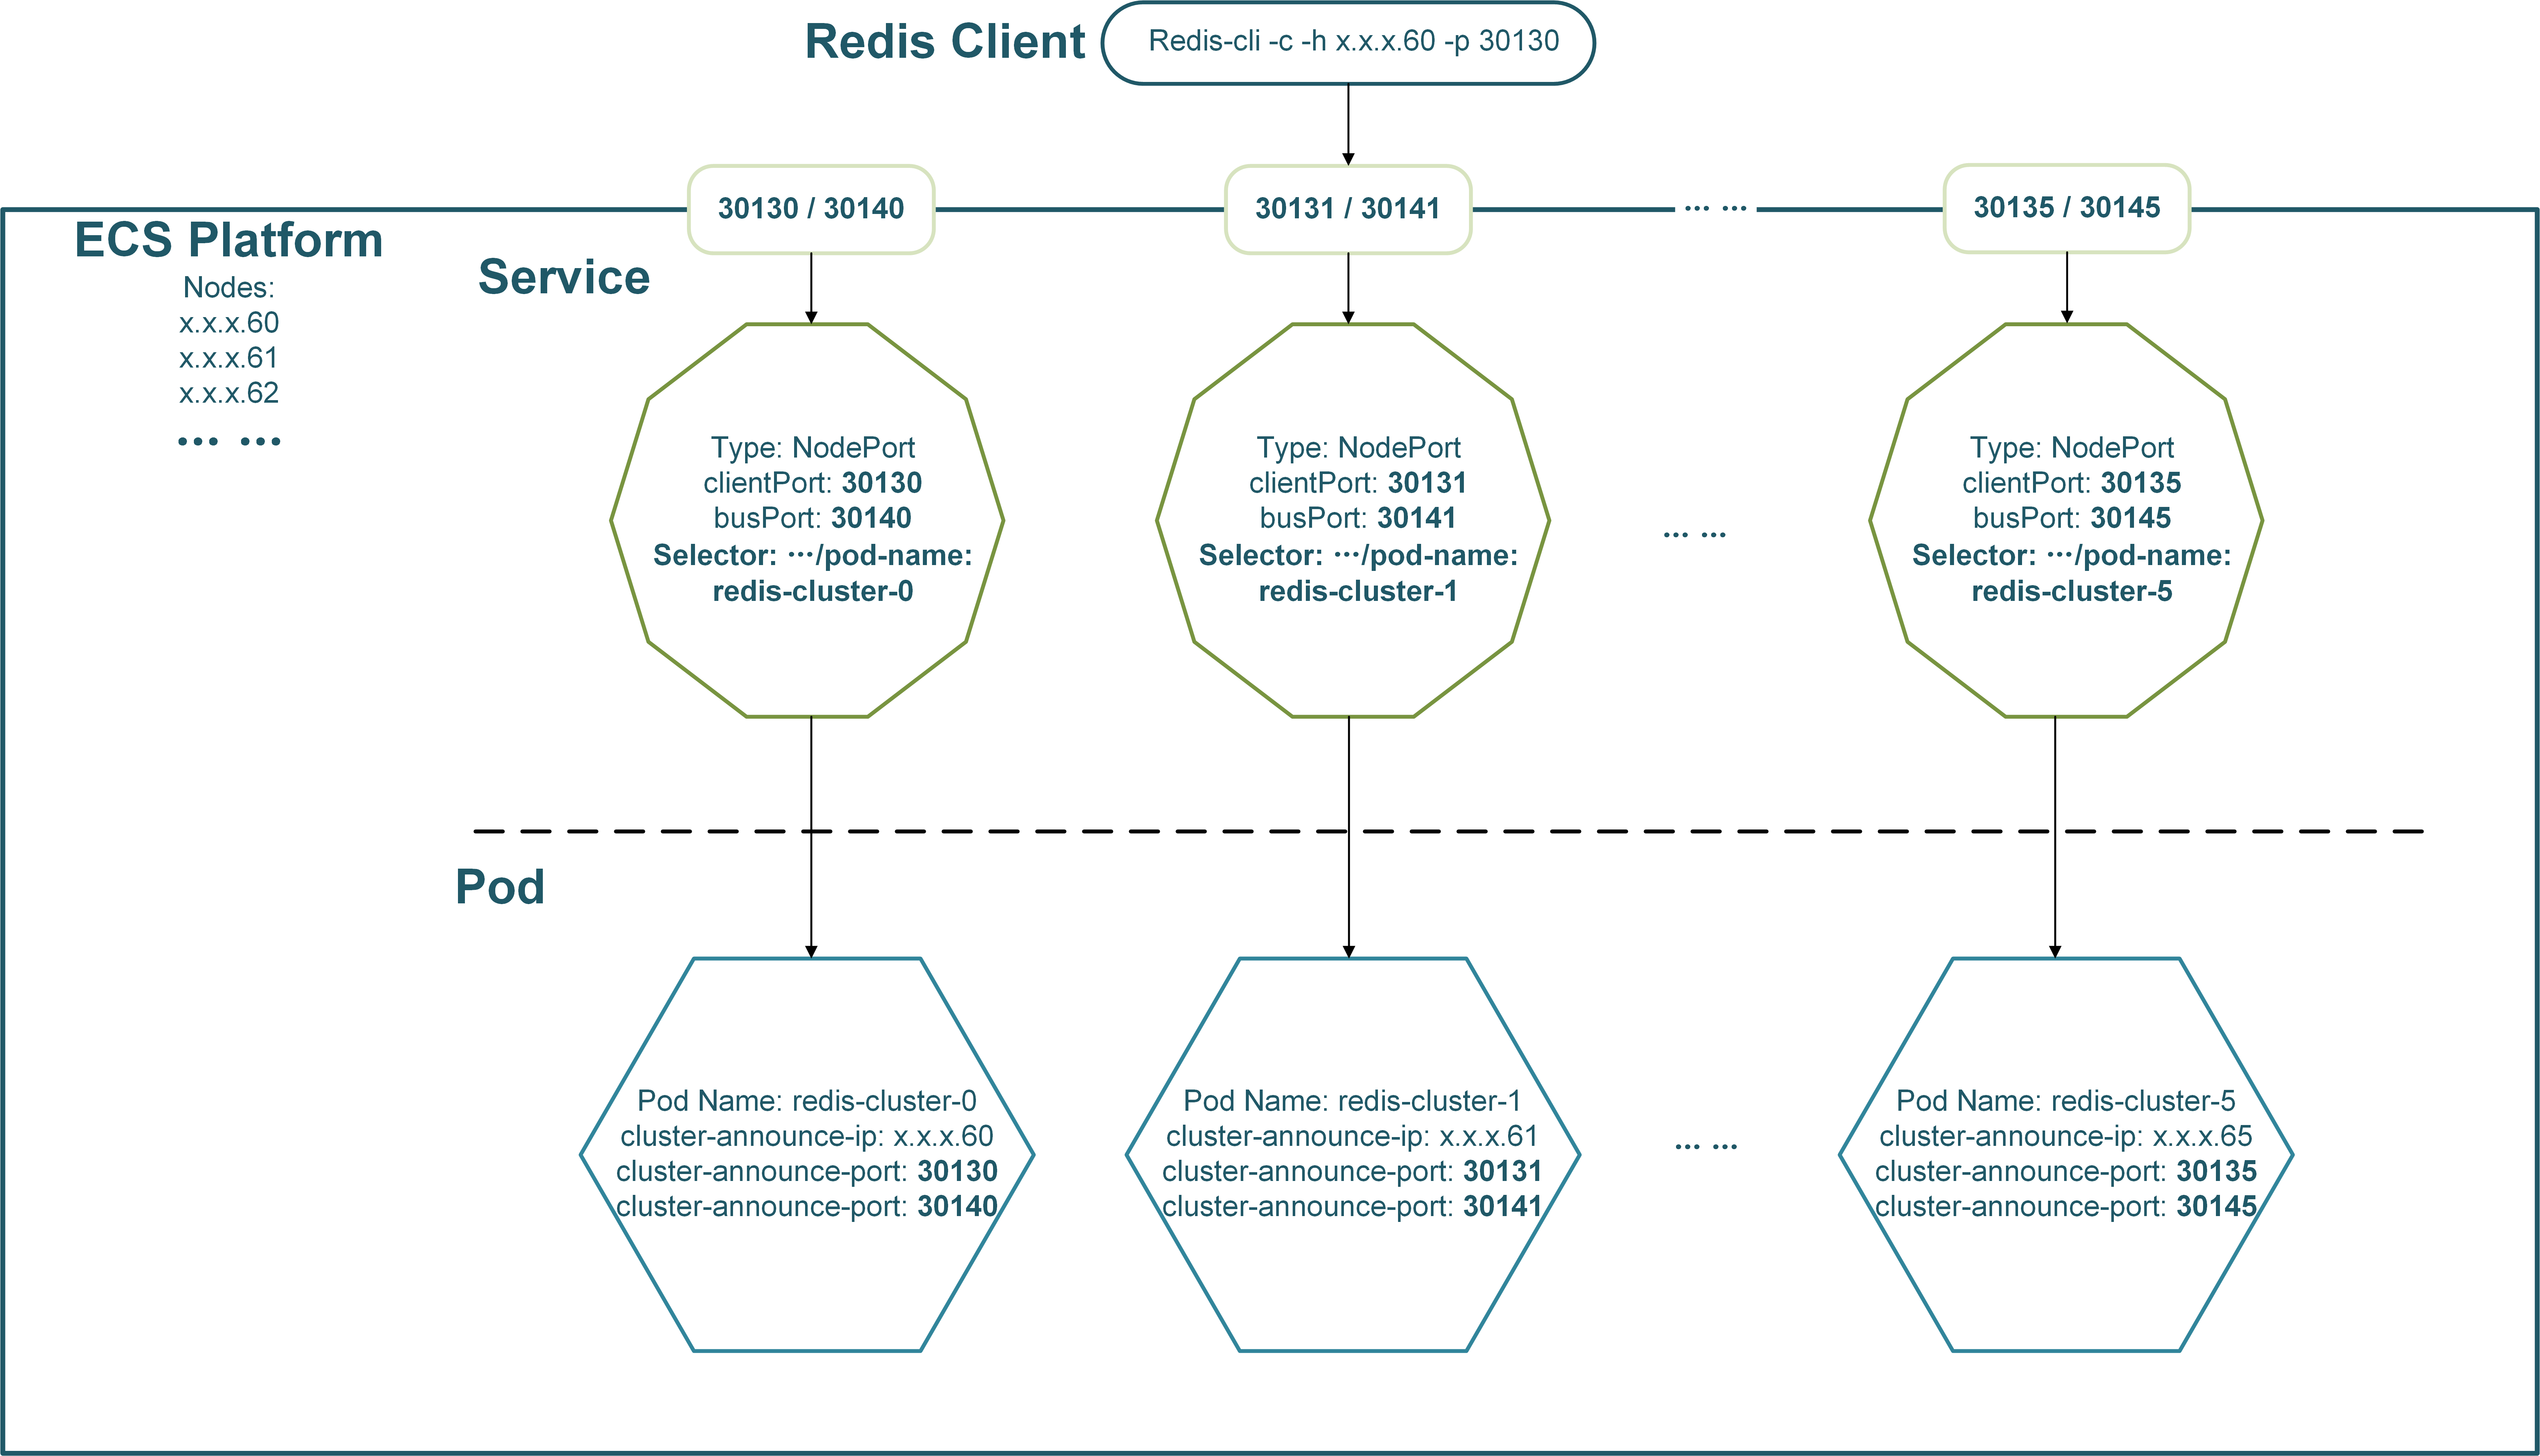 Redis Client
Redis-cli -c -h x.x.x.60 -p 30130
30130 / 30140
30131 / 30141
... ...
30135 / 30145
ECS Platform
Nodes:
x.x.x.60
x.x.x.61
x.x.x.62
... ...
Service
Type: NodePort
clientPort: 30130
busPort: 30140
Selector: .../pod-name:
redis-cluster-0
Type: NodePort
clientPort: 30131
busPort: 30141
Selector: .../pod-name:
redis-cluster-1
... ...
Type: NodePort
clientPort: 30135
busPort: 30145
Selector: .../pod-name:
redis-cluster-5
Pod
Pod Name: redis-cluster-0
cluster-announce-ip: x.x.x.60
cluster-announce-port: 30130
cluster-announce-port: 30140
Pod Name: redis-cluster-1
cluster-announce-ip: x.x.x.61
cluster-announce-port: 30131
cluster-announce-port: 30141
... ...
Pod Name: redis-cluster-5
cluster-announce-ip: x.x.x.65
cluster-announce-port: 30135
cluster-announce-port: 30145